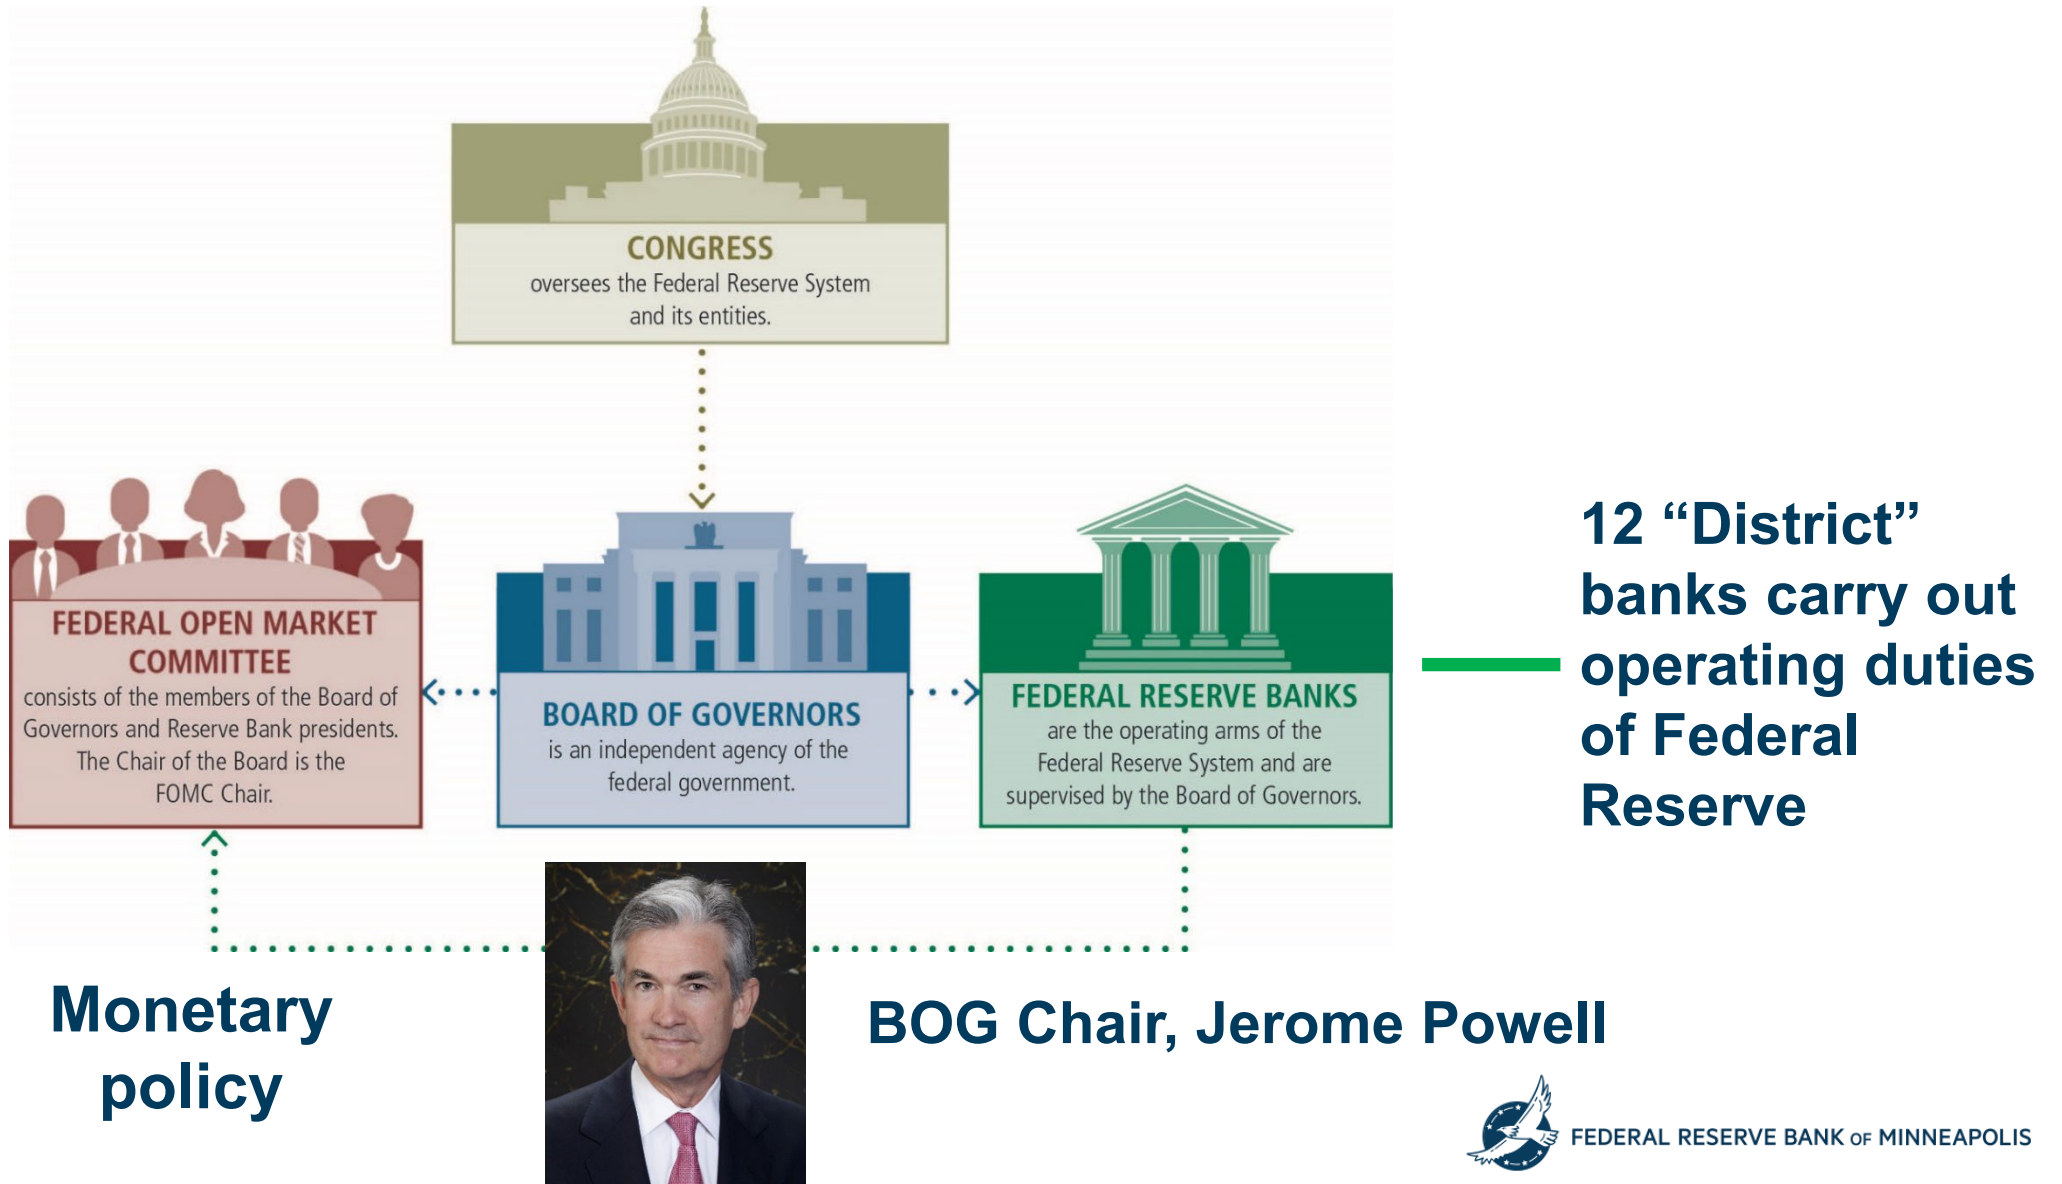 CONGRESS
oversees the Federal Reserve System
and its entities.
FEDERAL OPEN MARKET
COMMITTEE
consists of the members of the Board of
Governors and Reserve Bank presidents.
The Chair of the Board is the
FOMC Chair.
BOARD OF GOVERNORS
is an independent agency of the
federal government.
FEDERAL RESERVE BANKS
are the operating arms of the
Federal Reserve System and are
supervised by the Board of Governors.
12 “District”
banks carry out
operating duties
of Federal
Reserve
Monetary
policy
BOG Chair, Jerome Powell
FEDERAL RESERVE BANK OF MINNEAPOLIS